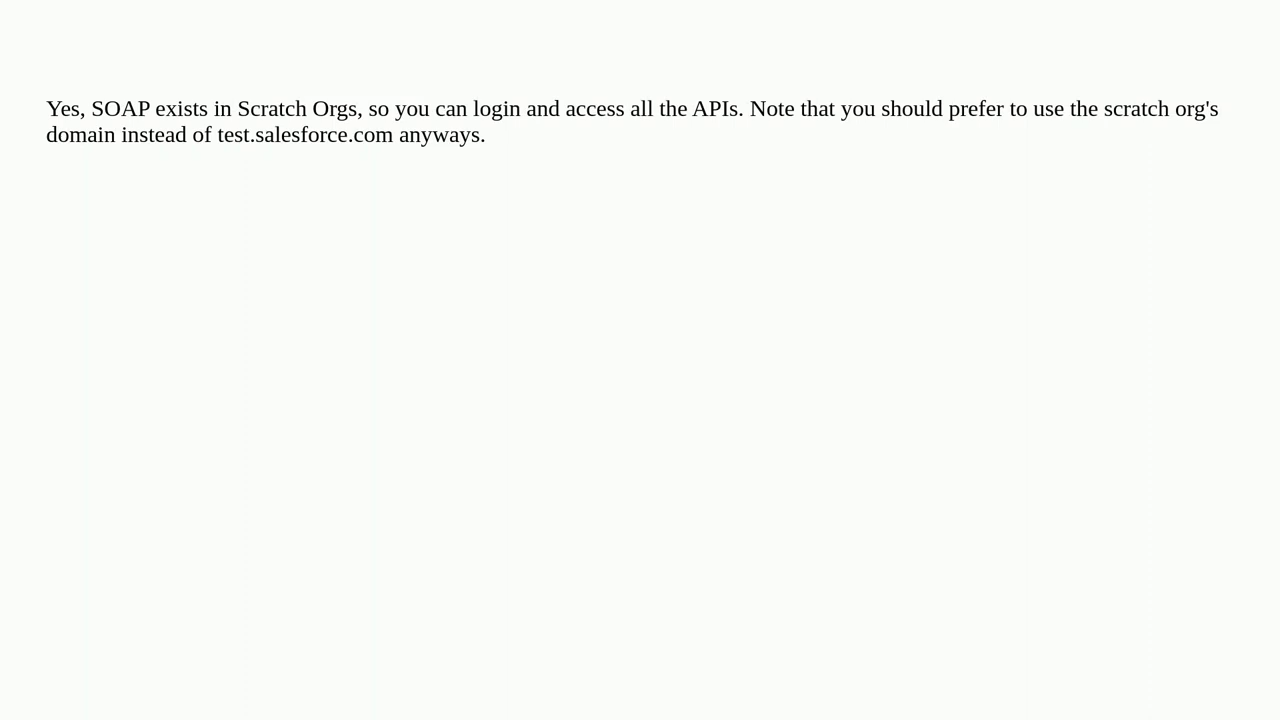 Yes, SOAP exists in Scratch Orgs, so you can login and access all the APIs. Note that you should prefer to use the scratch org's
domain instead of test.salesforce.com anyways.